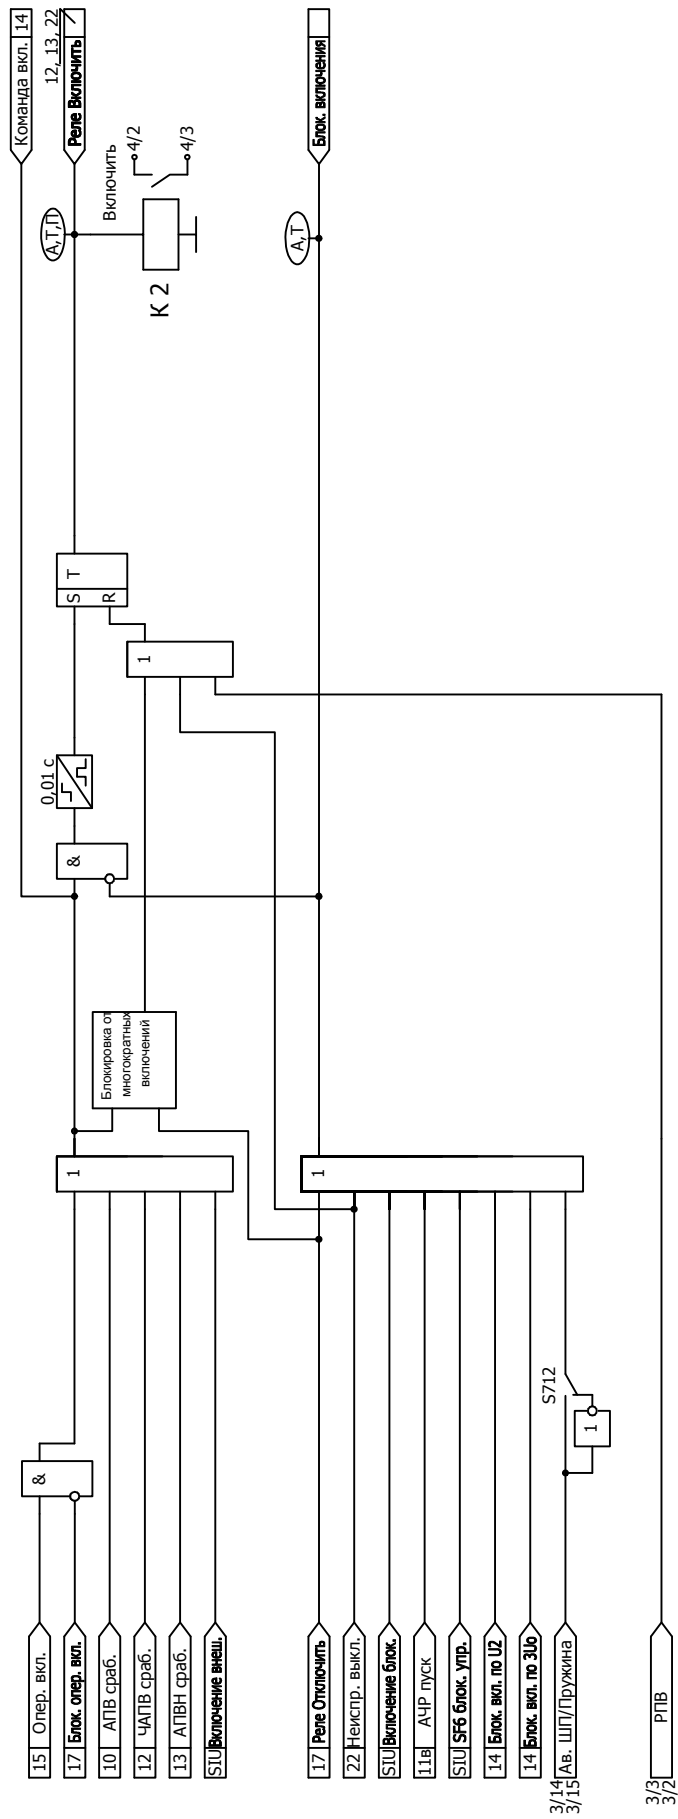 14 Команда вкл.
12, 13, 22
Реле Включить
Блок. включения
А,Т,П
Включить
4/2
4/3
К 2
А,Т
S T
R
1
0,01 с
&
Блокировка от
многократных
включений
1
1
&
S712
1
15 Опер. вкл.
17 Блок. опер. вкл.
10 АПВ сраб.
12 ЧАПВ сраб.
13 АПВН сраб.
SIU Включение внеш.
17 Реле Отключить
22 Неиспр. выкл.
SIU Включение блок.
11в АЧР пуск
SIU SF6 блок. упр.
14 Блок. вкл. по U2
14 Блок. вкл. по 3Uo
3/14
3/15
Ав. ШП/Пружина
3/3
3/2
РПВ